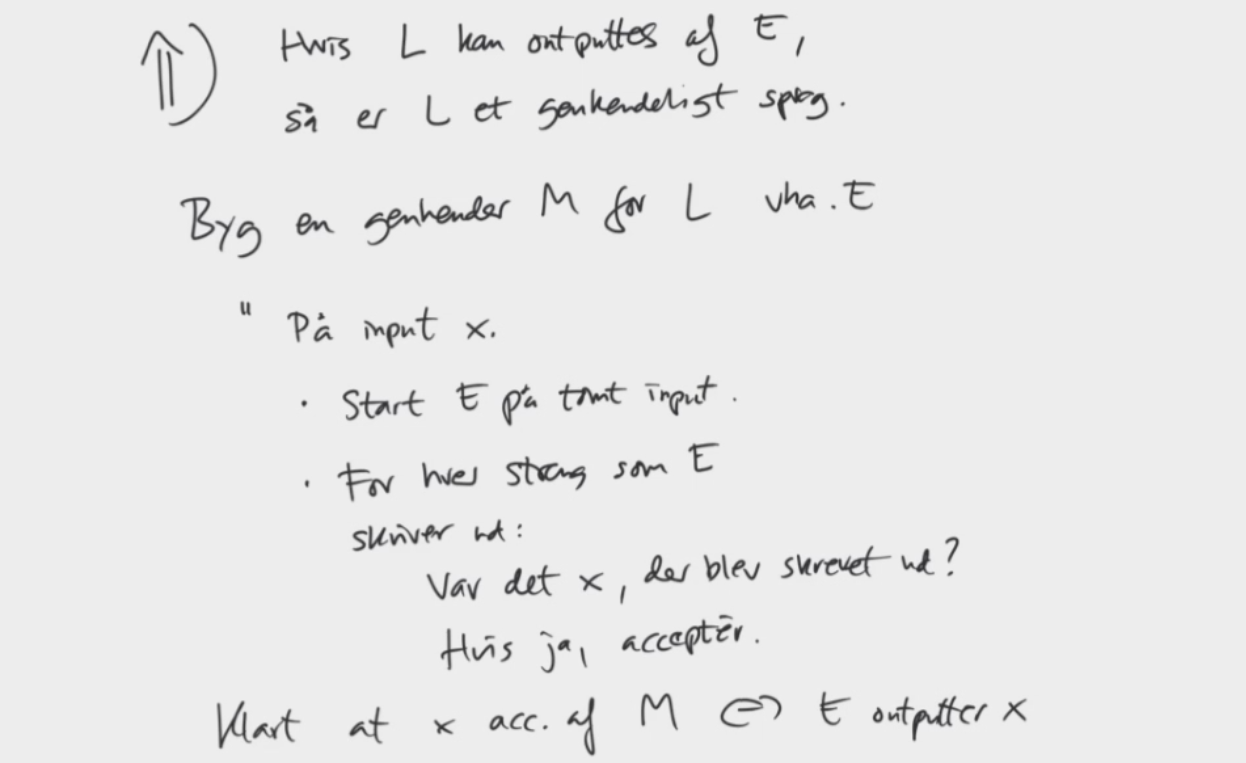 ⇑) Hvis L kan outputtes af E,
så er L et genkendeligt sprog.
Byg en genkender M for L vha. E
" På input x.
· Start E på tomt input.
· For hver streng som E
skriver ud:
Var det x, der blev skrevet ud?
Hvis ja, acceptér.
Klart at x acc. af M ⇔ E outputter x